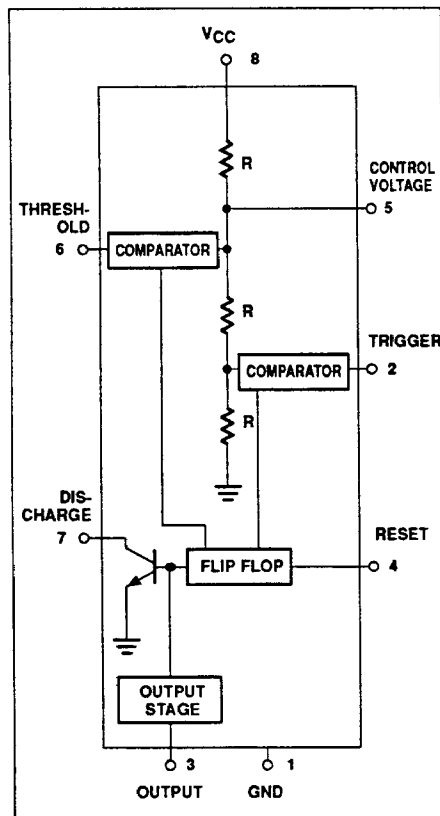 VCC
8
R
CONTROL
VOLTAGE
5
THRESH-
OLD
6
COMPARATOR
R
TRIGGER
COMPARATOR
2
R
DIS-
CHARGE
7
RESET
FLIP FLOP
4
OUTPUT
STAGE
3
1
OUTPUT
GND